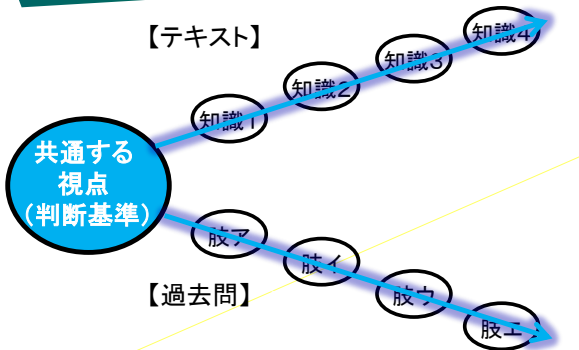 【テキスト】
知識1
知識2
知識3
知識4
共通する
視点
（判断基準）
肢ア
肢イ
肢ウ
肢エ
【過去問】